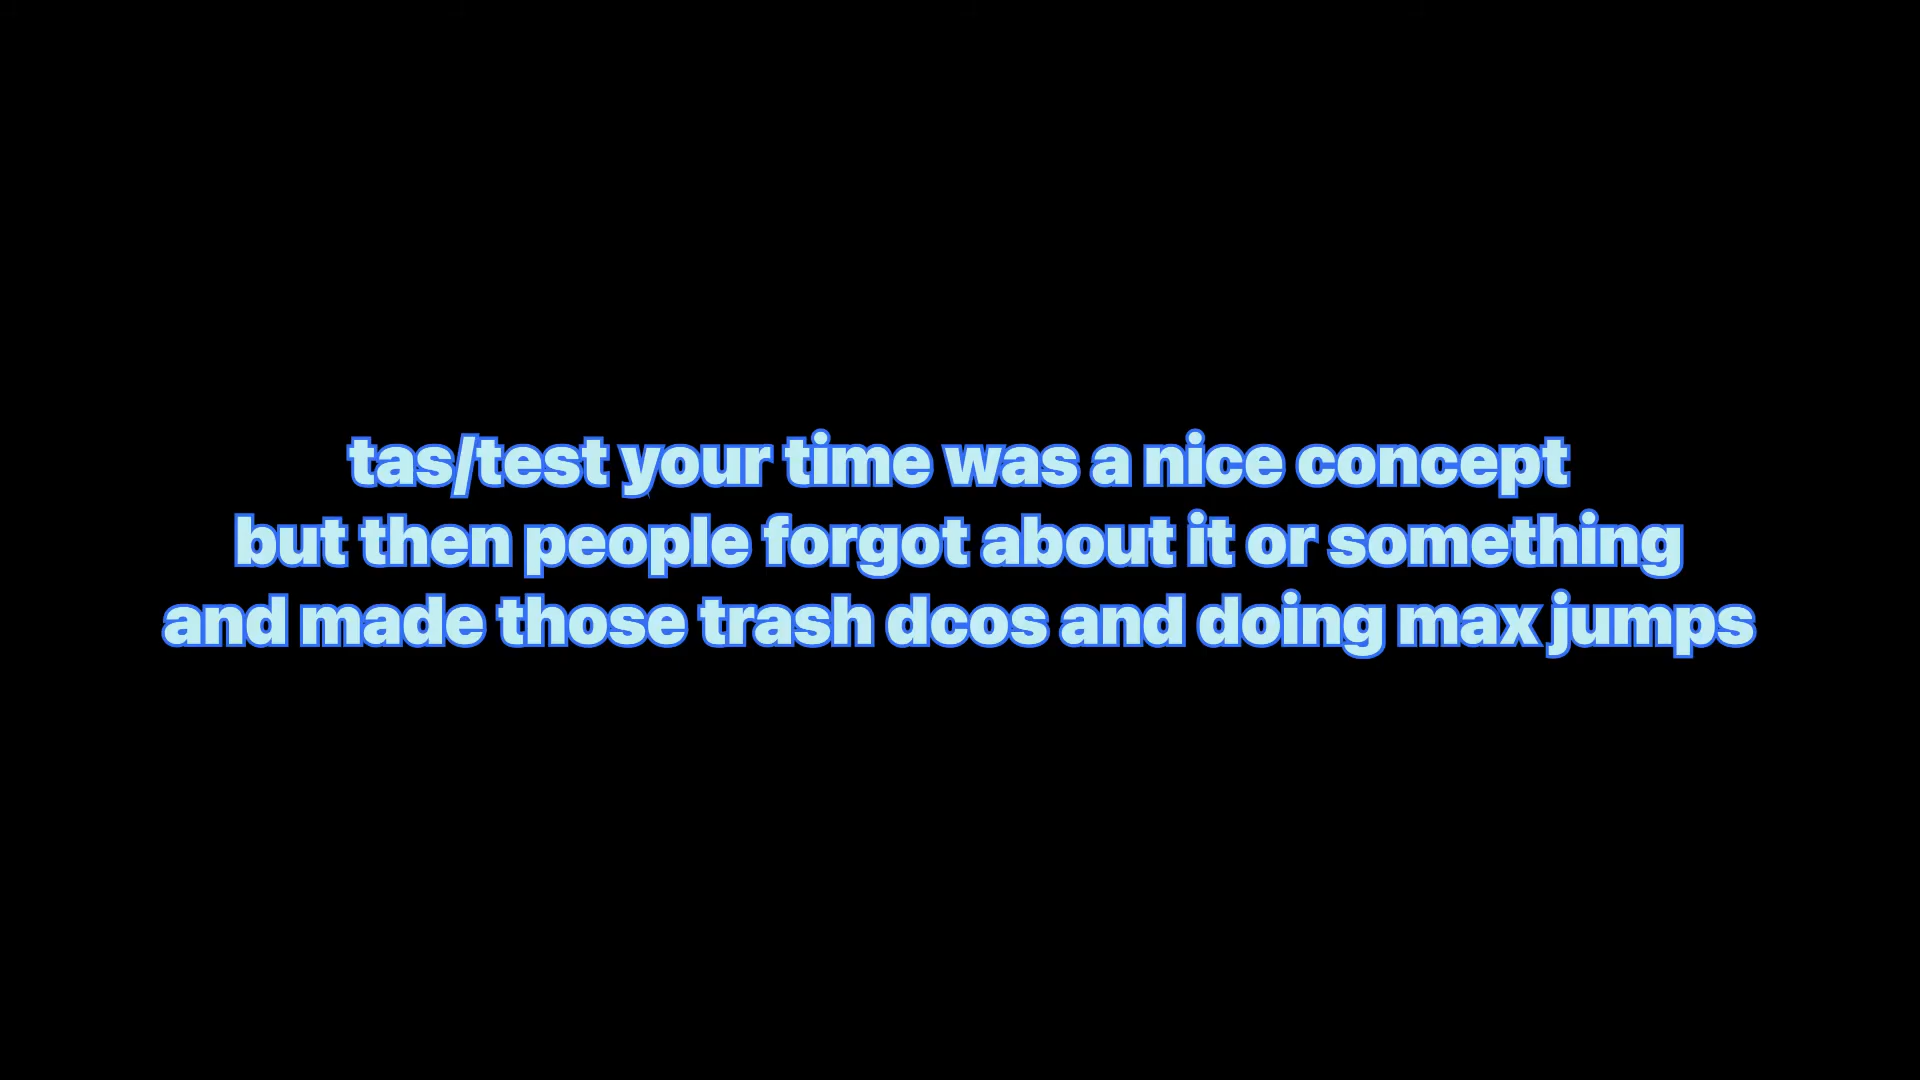 tas/test your time was a nice concept
but then people forgot about it or something
and made those trash dcos and doing max jumps